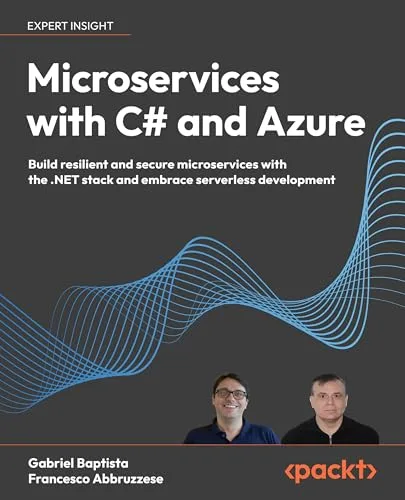 EXPERT INSIGHT
Microservices
with C# and Azure
Build resilient and secure microservices with
the .NET stack and embrace serverless development
Gabriel Baptista
Francesco Abbruzzese
<packt>